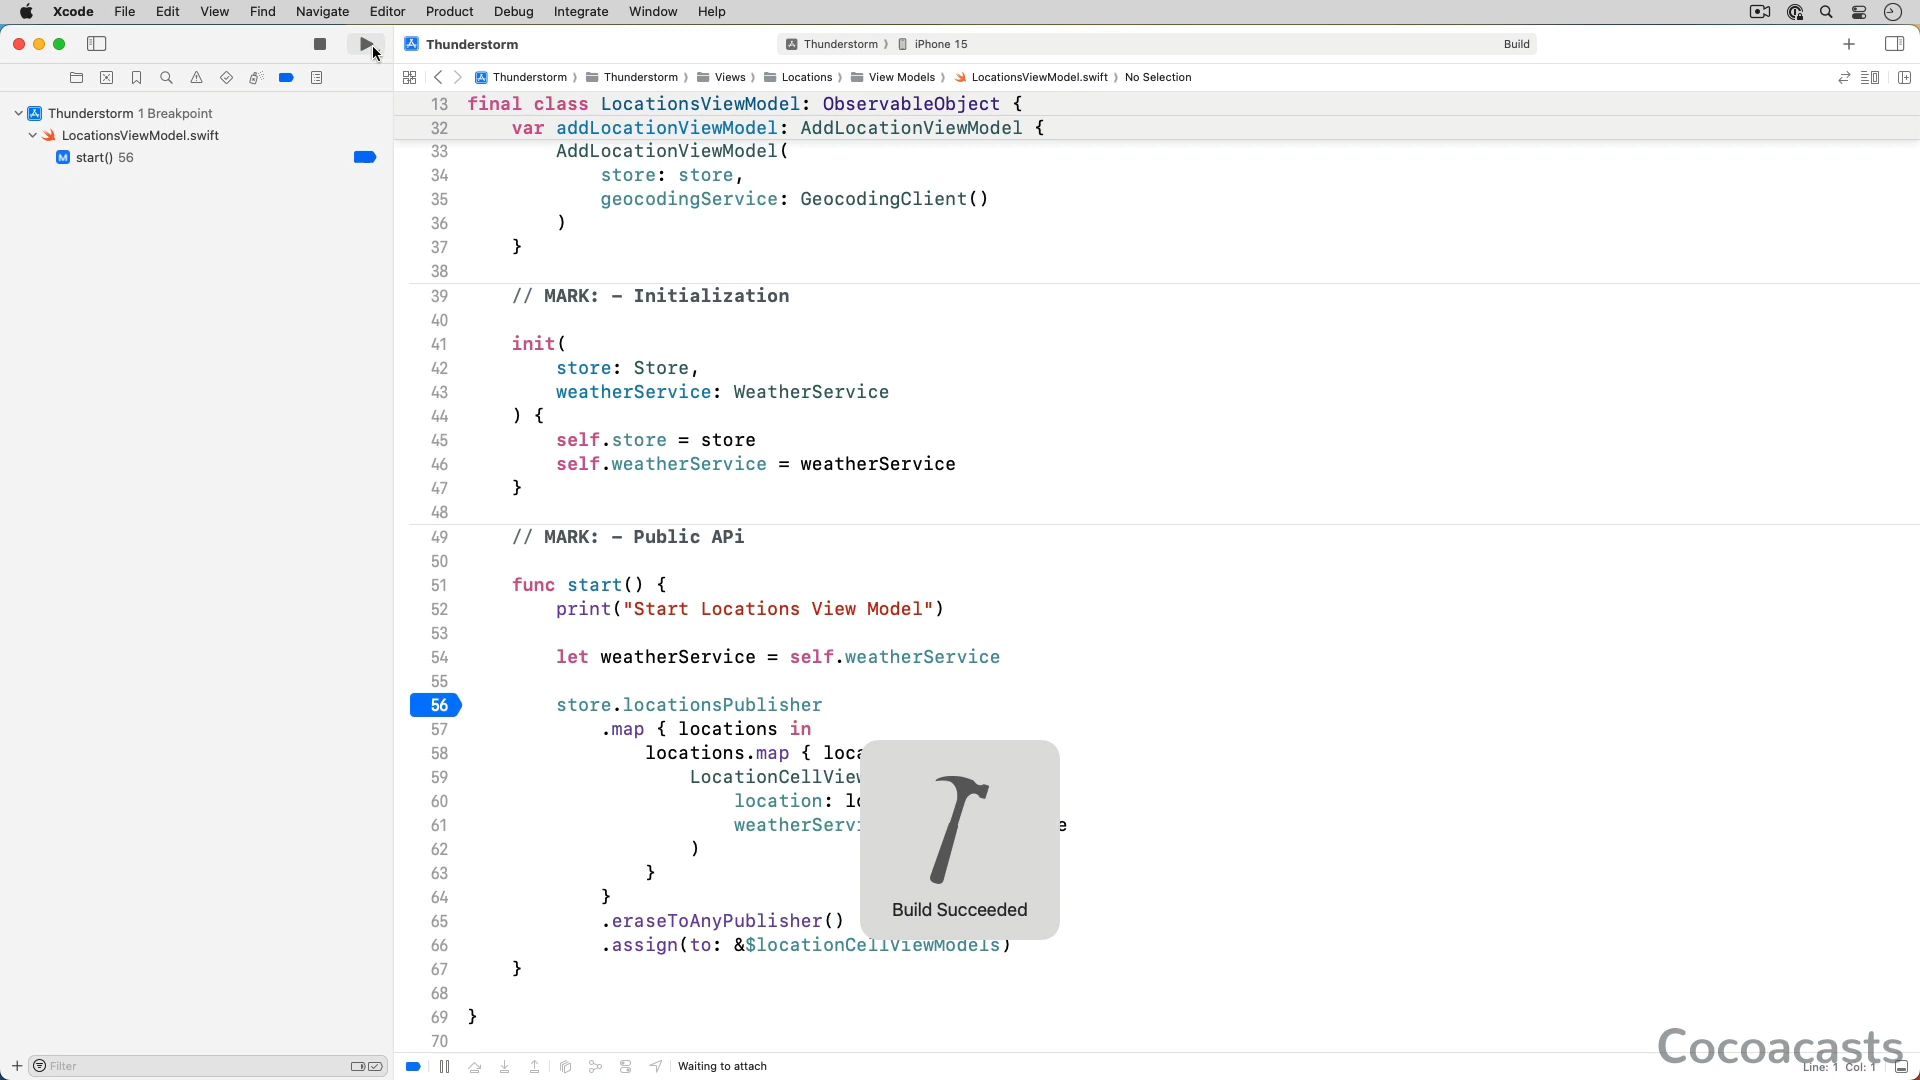 Xcode File Edit View Find Navigate Editor Product Debug Integrate Window Help
Thunderstorm
Thunderstorm 〉 iPhone 15
Build
Thunderstorm 〉 Thunderstorm 〉 Views 〉 Locations 〉 View Models 〉 LocationsViewModel.swift 〉 No Selection
Thunderstorm 1 Breakpoint
LocationsViewModel.swift
M start() 56
13 final class LocationsViewModel: ObservableObject {
32 var addLocationViewModel: AddLocationViewModel {
33 AddLocationViewModel(
34 store: store,
35 geocodingService: GeocodingClient()
36 )
37 }
38
39 // MARK: - Initialization
40
41 init(
42 store: Store,
43 weatherService: WeatherService
44 ) {
45 self.store = store
46 self.weatherService = weatherService
47 }
48
49 // MARK: - Public APi
50
51 func start() {
52 print("Start Locations View Model")
53
54 let weatherService = self.weatherService
55
56 store.locationsPublisher
57 .map { locations in
58 locations.map { loca
59 LocationCellView
60 location: lo
61 weatherServi e
62 )
63 }
64 }
65 .eraseToAnyPublisher()
66 .assign(to: &$locationCellViewModels)
67 }
68
69 }
70
Build Succeeded
Filter
Waiting to attach
Cocoacasts
Line: 1 Col: 1